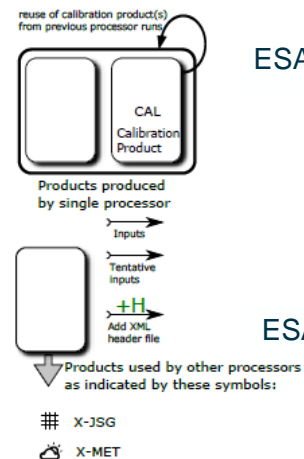 reuse of calibration product(s)
from previous processor runs
ESA
CAL
Calibration
Product
Products produced
by single processor
Inputs
Tentative
inputs
+H
Add XML
header file
ESA
Products used by other processors
as indicated by these symbols:
X-JSG
X-MET